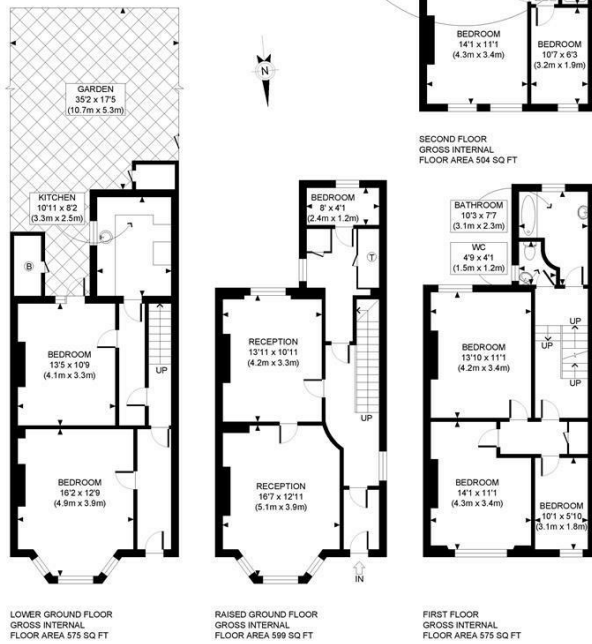 GARDEN
35'2 x 17'5
(10.7m x 5.3m)
N
BEDROOM
14'1 x 11'1
(4.3m x 3.4m)
BEDROOM
10'7 x 6'3
(3.2m x 1.9m)
SECOND FLOOR
GROSS INTERNAL
FLOOR AREA 504 SQ FT
KITCHEN
10'11 x 8'2
(3.3m x 2.5m)
B
BEDROOM
13'5 x 10'9
(4.1m x 3.3m)
UP
BEDROOM
16'2 x 12'9
(4.9m x 3.9m)
LOWER GROUND FLOOR
GROSS INTERNAL
FLOOR AREA 575 SQ FT
BEDROOM
8' x 4'1
(2.4m x 1.2m)
T
RECEPTION
13'11 x 10'11
(4.2m x 3.3m)
UP
RECEPTION
16'7 x 12'11
(5.1m x 3.9m)
IN
RAISED GROUND FLOOR
GROSS INTERNAL
FLOOR AREA 599 SQ FT
BATHROOM
10'3 x 7'7
(3.1m x 2.3m)
WC
4'9 x 4'1
(1.5m x 1.2m)
BEDROOM
13'10 x 11'1
(4.2m x 3.4m)
UP
UP
UP
BEDROOM
14'1 x 11'1
(4.3m x 3.4m)
BEDROOM
10'1 x 5'10
(3.1m x 1.8m)
FIRST FLOOR
GROSS INTERNAL
FLOOR AREA 575 SQ FT